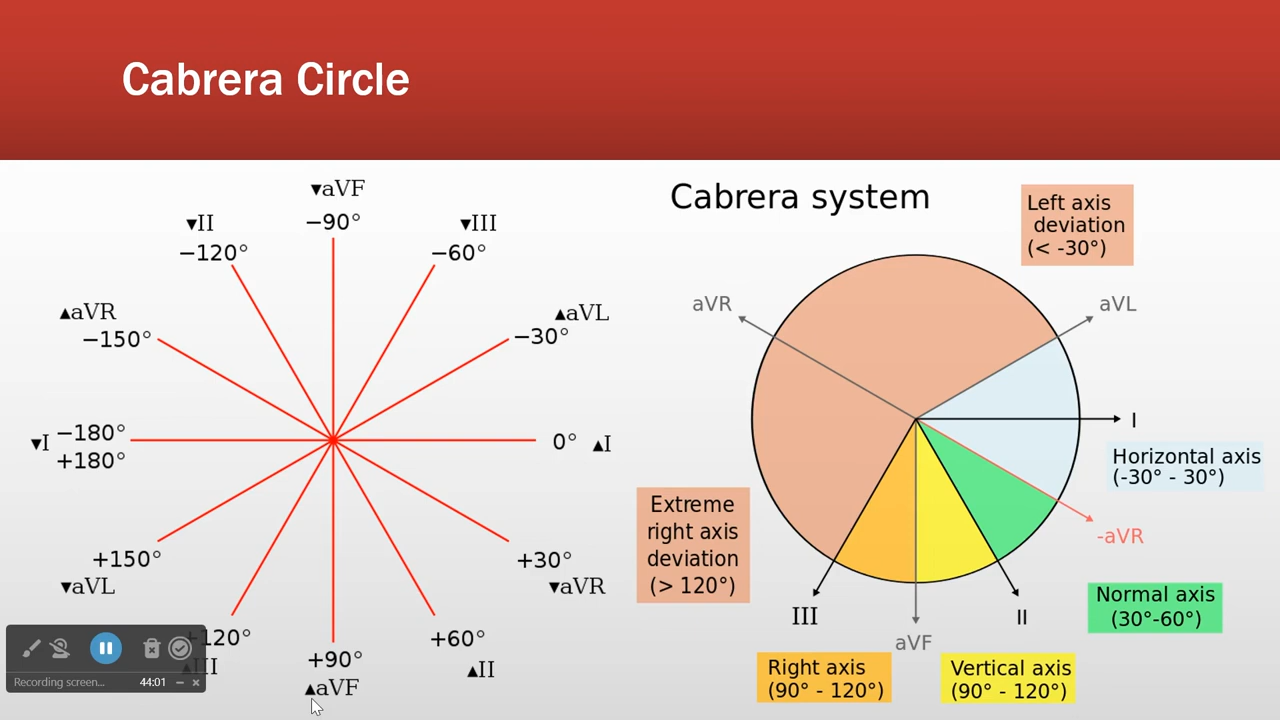 Cabrera Circle
▼aVF
−90°
▼II
−120°
▼III
−60°
▲aVR
−150°
▲aVL
−30°
▼I
−180°
+180°
0° ▲I
+150°
▼aVL
+30°
▼aVR
+120°
▲III
+60°
▲II
+90°
▲aVF
Recording screen...
44:01
Cabrera system
Left axis
deviation
(< -30°)
aVR
aVL
I
Horizontal axis
(-30° - 30°)
Extreme
right axis
deviation
(> 120°)
-aVR
Normal axis
(30°-60°)
III
II
aVF
Right axis
(90° - 120°)
Vertical axis
(90° - 120°)